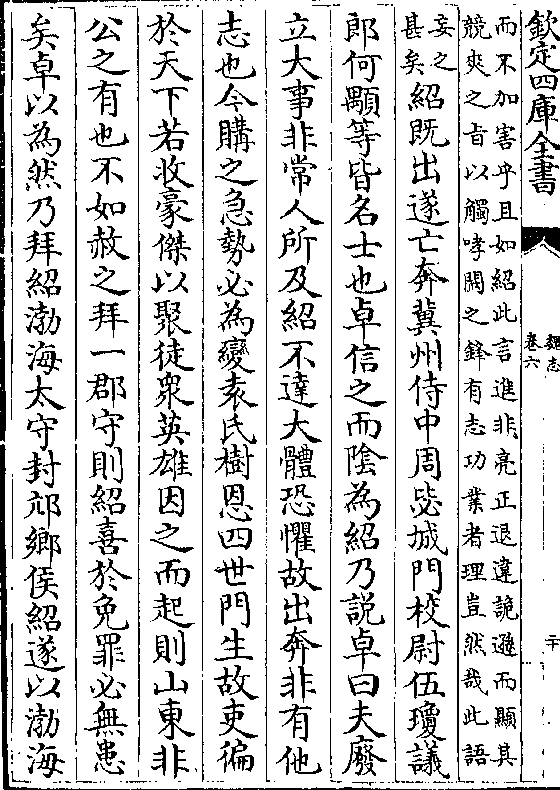 欽定四庫全書
魏志
卷六
二十
而不加害乎且如紹此言進非亮正退違詭遜而顯其
競爽之旨以觸哮闞之鋒有志功業者理豈然哉此語
妄之
甚矣紹既出遂亡奔冀州侍中周毖城門校尉伍瓊議
郎何顒等皆名士也卓信之而陰為紹乃説卓曰夫廢
立大事非常人所及紹不達大體恐懼故出奔非有他
志也今購之急勢必為變袁氏樹恩四世門生故吏徧
於天下若收豪傑以聚徒衆英雄因之而起則山東非
公之有也不如赦之拜一郡守則紹喜於免罪必無患
矣卓以為然乃拜紹渤海太守封邟鄉侯紹遂以渤海